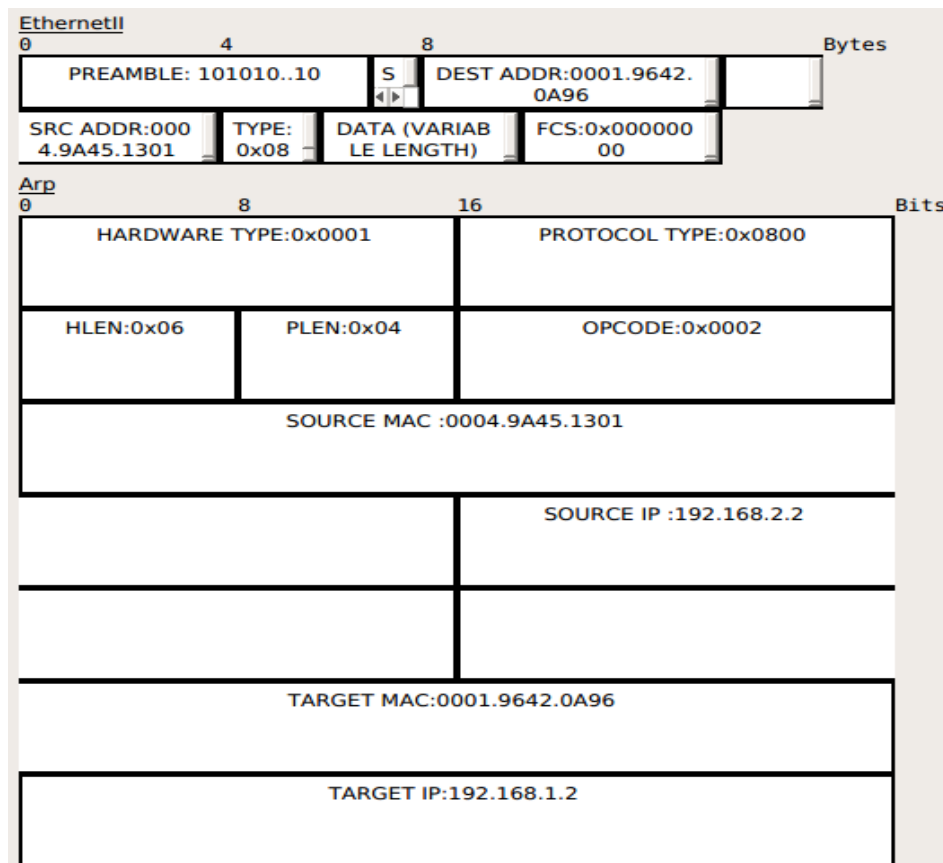 EthernetII
0 4 8 Bytes
PREAMBLE: 101010..10 S DEST ADDR:0001.9642.
0A96
SRC ADDR:000 TYPE: DATA (VARIAB FCS:0x000000
4.9A45.1301 0x08 LE LENGTH) 00
Arp
0 8 16 Bits
HARDWARE TYPE:0x0001 PROTOCOL TYPE:0x0800
HLEN:0x06 PLEN:0x04 OPCODE:0x0002
SOURCE MAC :0004.9A45.1301
SOURCE IP :192.168.2.2
TARGET MAC:0001.9642.0A96
TARGET IP:192.168.1.2